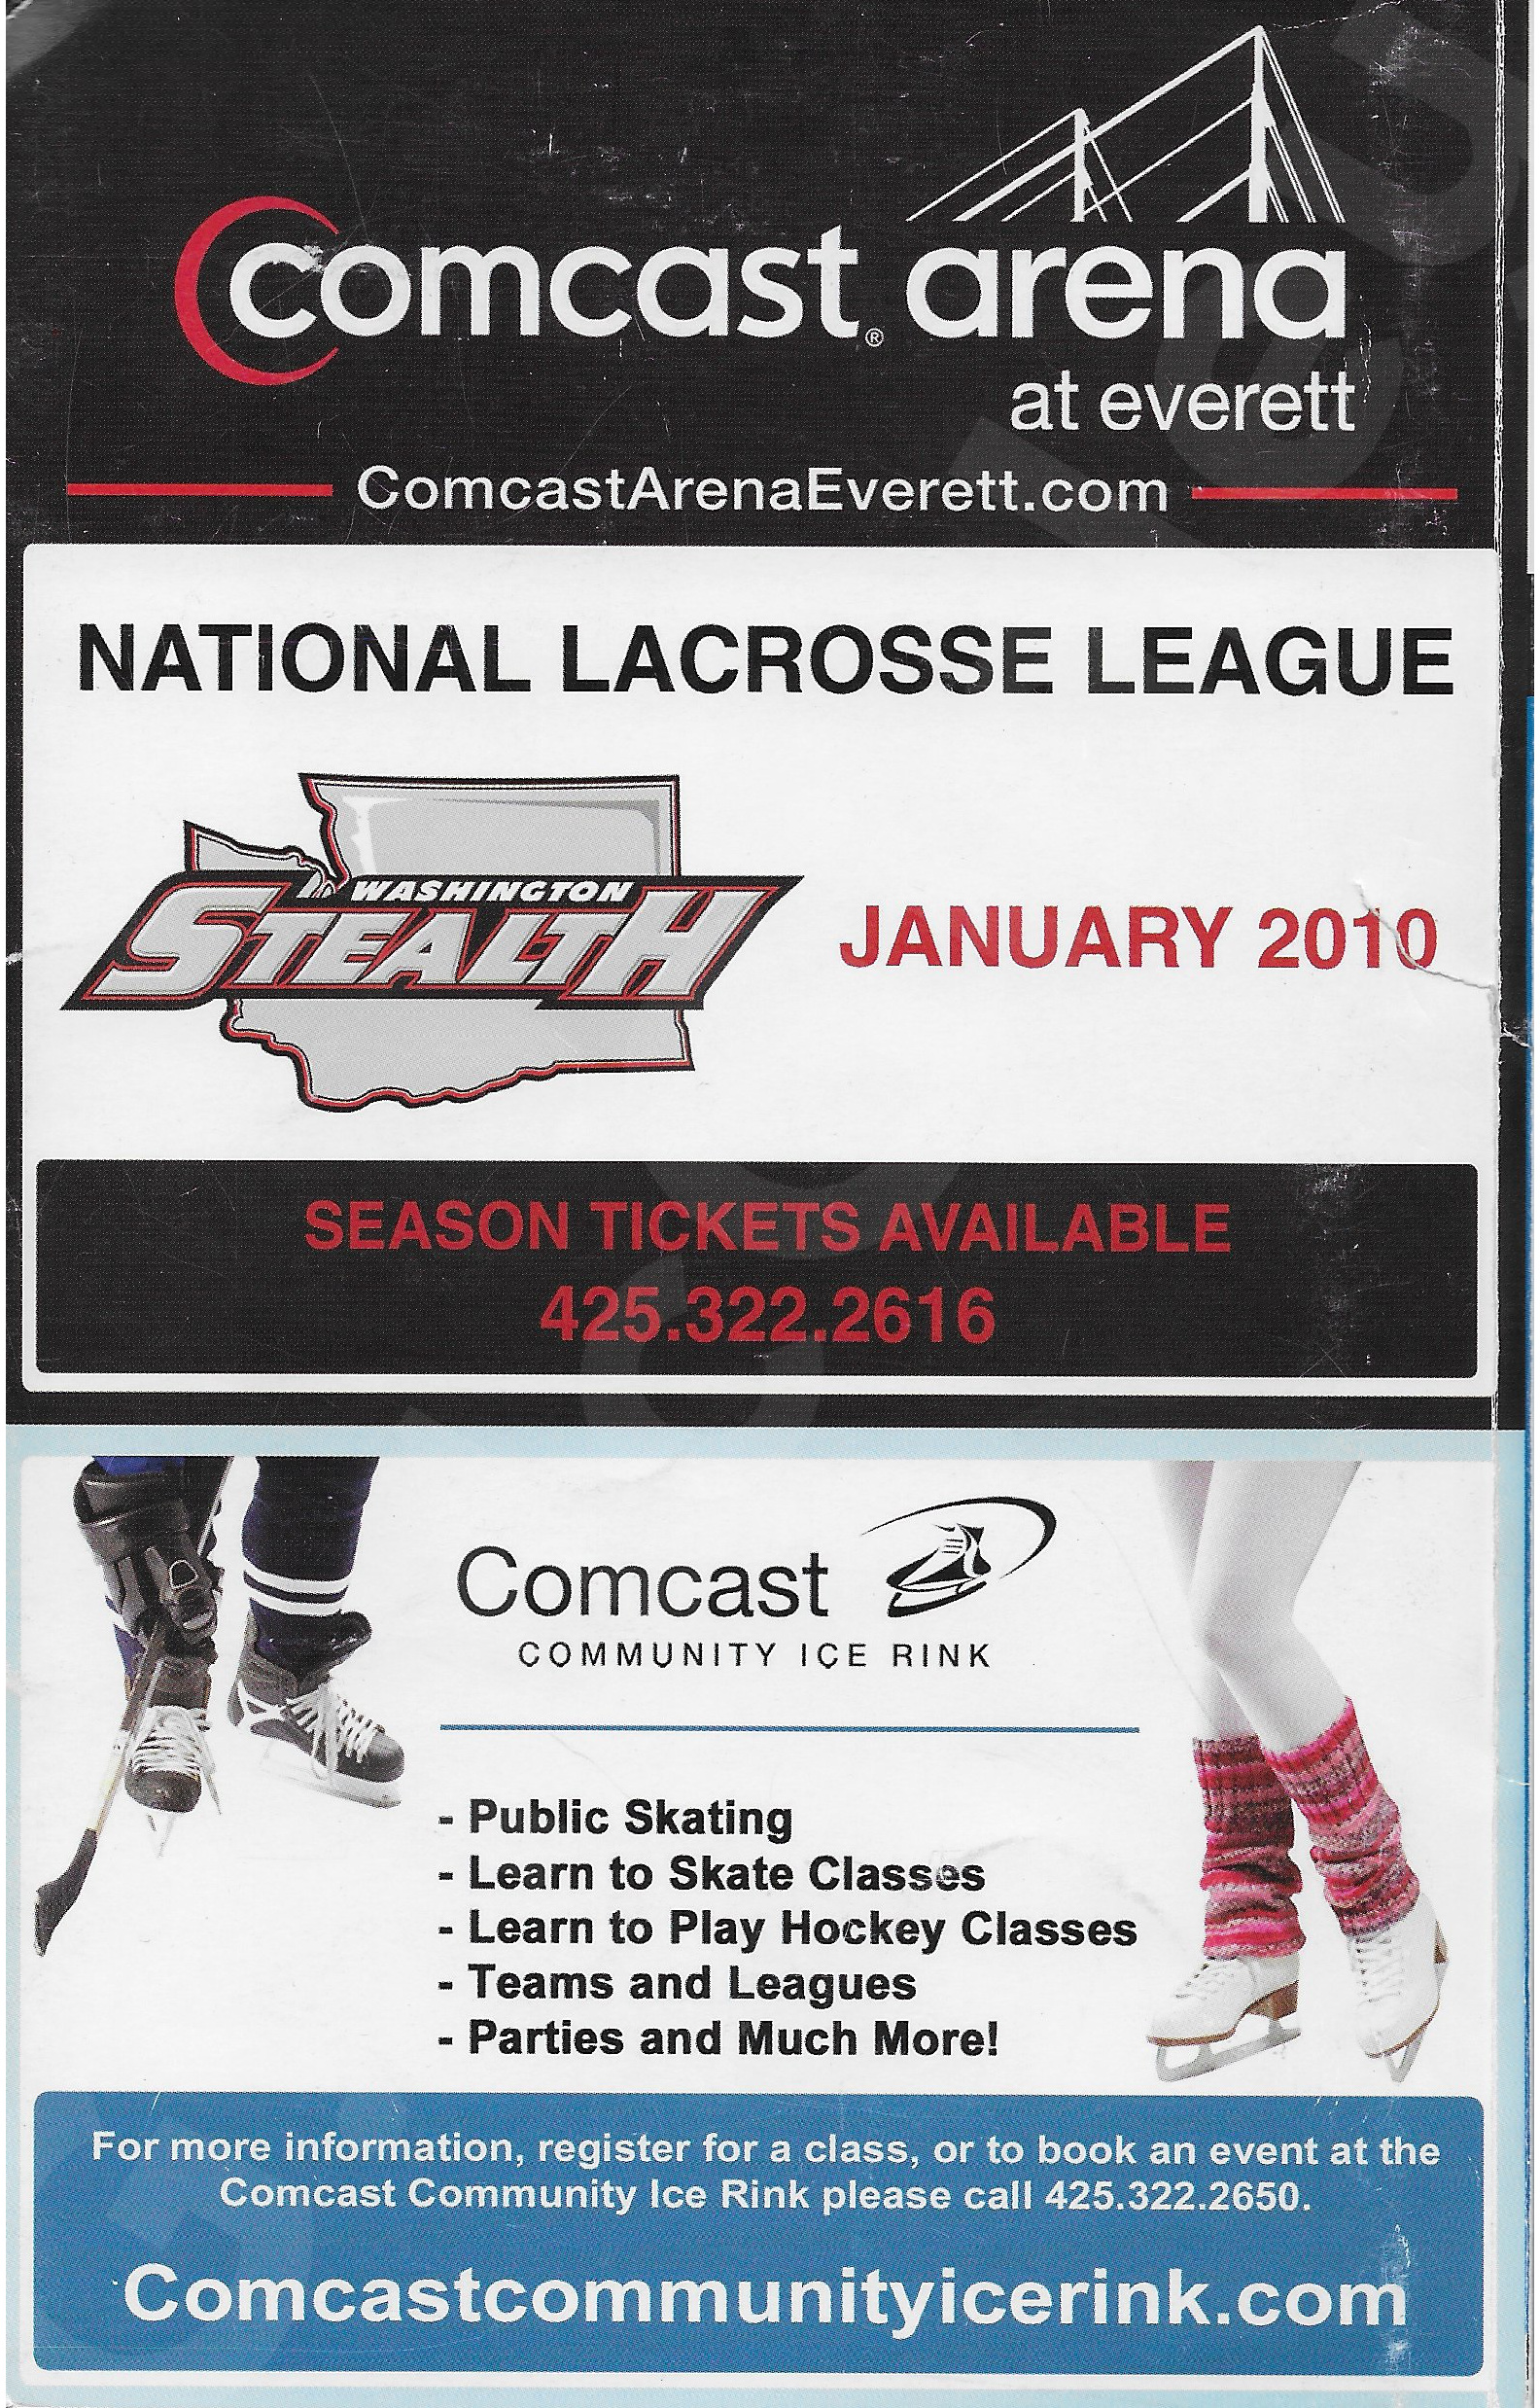 comcast® arena
at everett
ComcastArenaEverett.com
NATIONAL LACROSSE LEAGUE
WASHINGTON
STEALTH
JANUARY 2010
SEASON TICKETS AVAILABLE
425.322.2616
Comcast
COMMUNITY ICE RINK
- Public Skating
- Learn to Skate Classes
- Learn to Play Hockey Classes
- Teams and Leagues
- Parties and Much More!
For more information, register for a class, or to book an event at the
Comcast Community Ice Rink please call 425.322.2650.
Comcastcommunityicerink.com